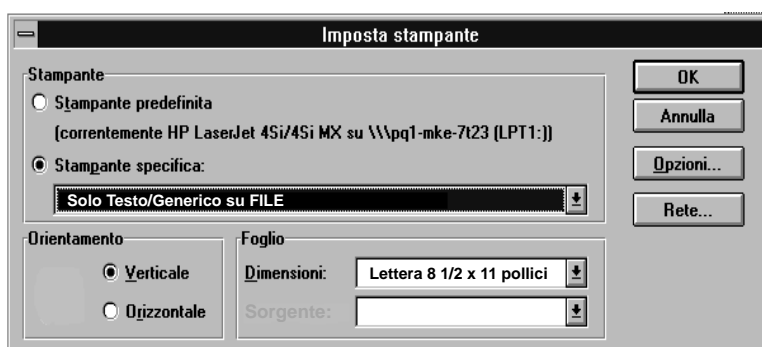 Imposta stampante
Stampante
Stampante predefinita
(correntemente HP LaserJet 4Si/4Si MX su \\\pq1-mke-7t23 (LPT1:))
Stampante specifica:
Solo Testo/Generico su FILE
OK
Annulla
Opzioni...
Rete...
Orientamento
Verticale
Orizzontale
Foglio
Dimensioni:
Lettera 8 1/2 x 11 pollici
Sorgente: